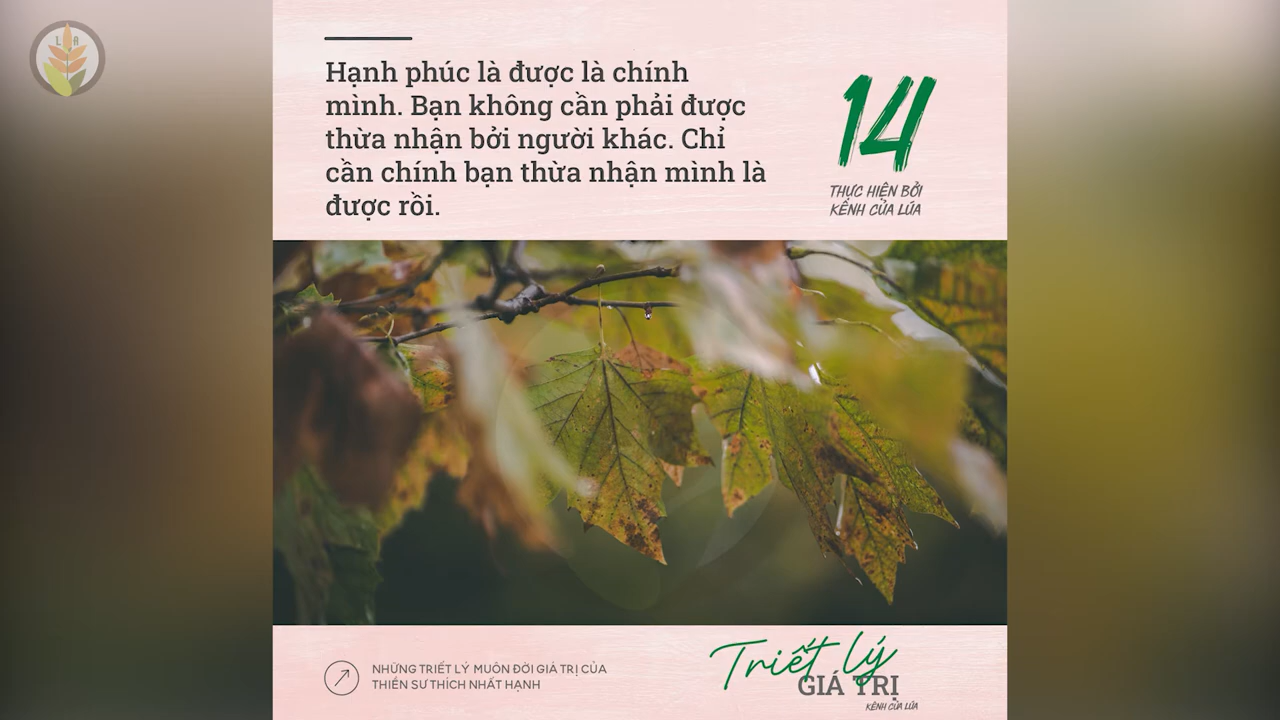 LÚA
Hạnh phúc là được là chính
mình. Bạn không cần phải được
thừa nhận bởi người khác. Chỉ
cần chính bạn thừa nhận mình là
được rồi.
14
THỰC HIỆN BỞI
KÊNH CỦA LÚA
NHỮNG TRIẾT LÝ MUÔN ĐỜI GIÁ TRỊ CỦA
THIỀN SƯ THÍCH NHẤT HẠNH
Triết lý
GIÁ TRỊ
KÊNH CỦA LÚA